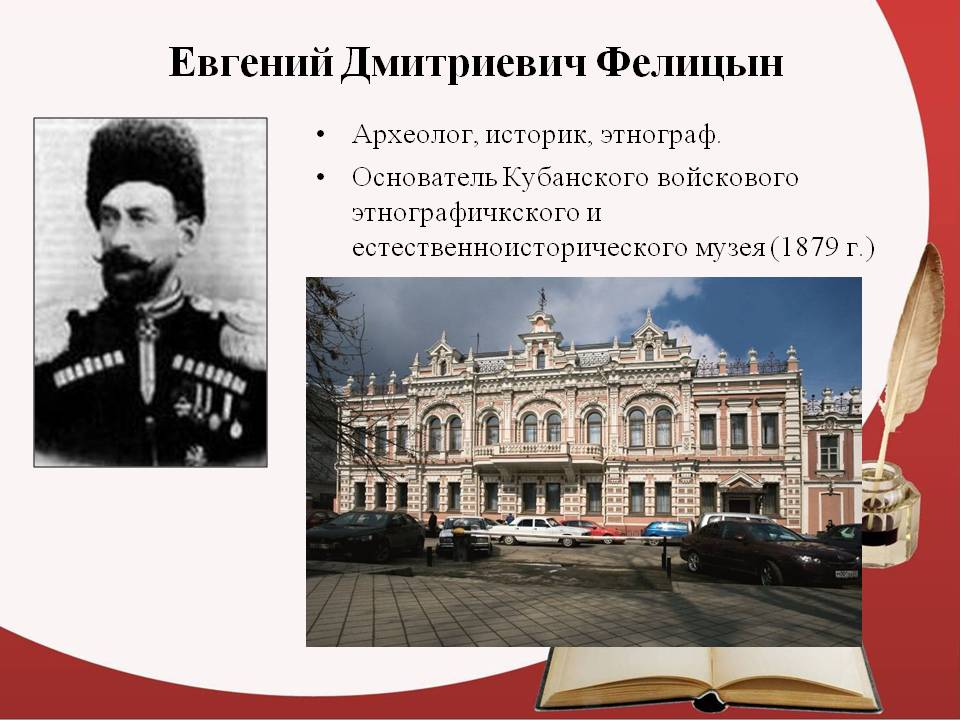 Евгений Дмитриевич Фелицын
• Археолог, историк, этнограф.
• Основатель Кубанского войскового
этнографичкского и
естественноисторического музея (1879 г.)